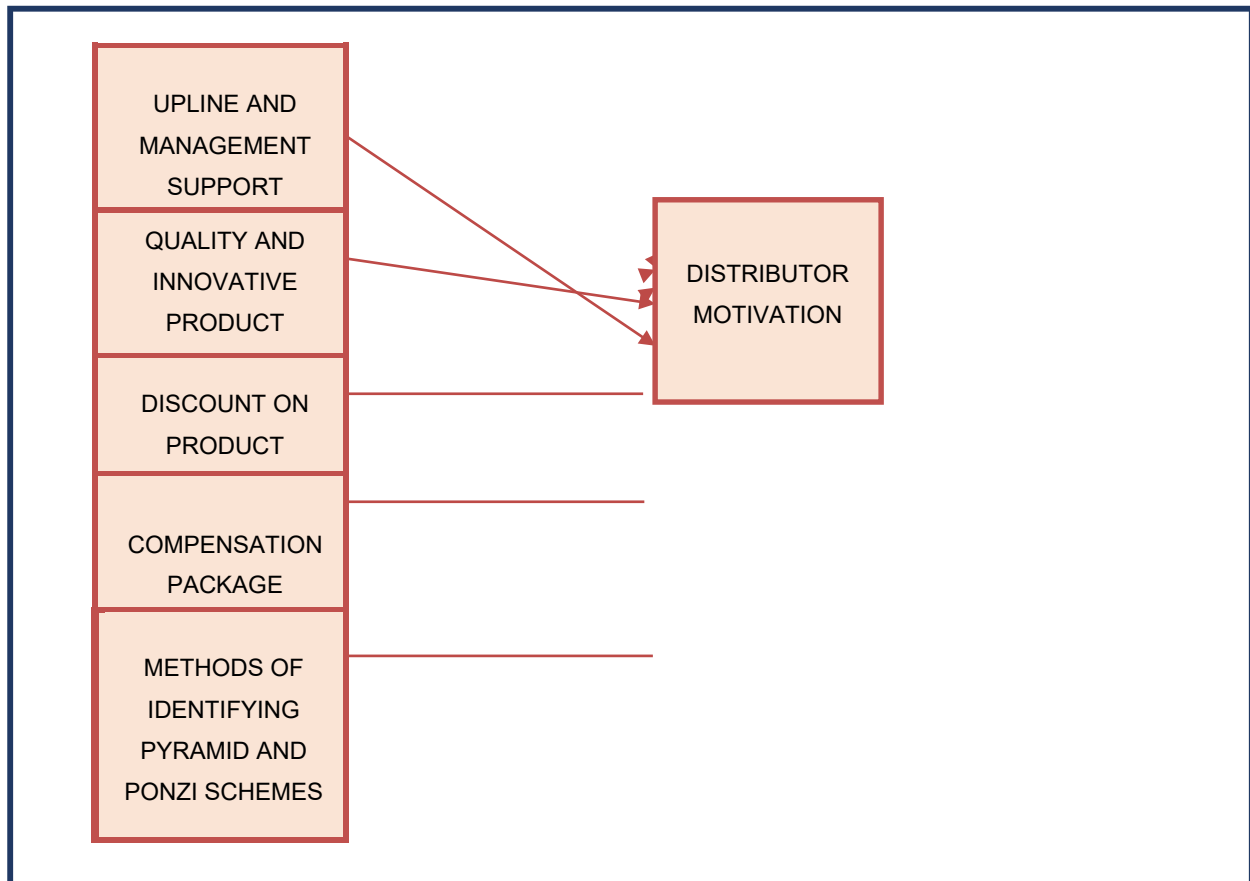 UPLINE AND
MANAGEMENT
SUPPORT
QUALITY AND
INNOVATIVE
PRODUCT
DISCOUNT ON
PRODUCT
COMPENSATION
PACKAGE
METHODS OF
IDENTIFYING
PYRAMID AND
PONZI SCHEMES
DISTRIBUTOR
MOTIVATION